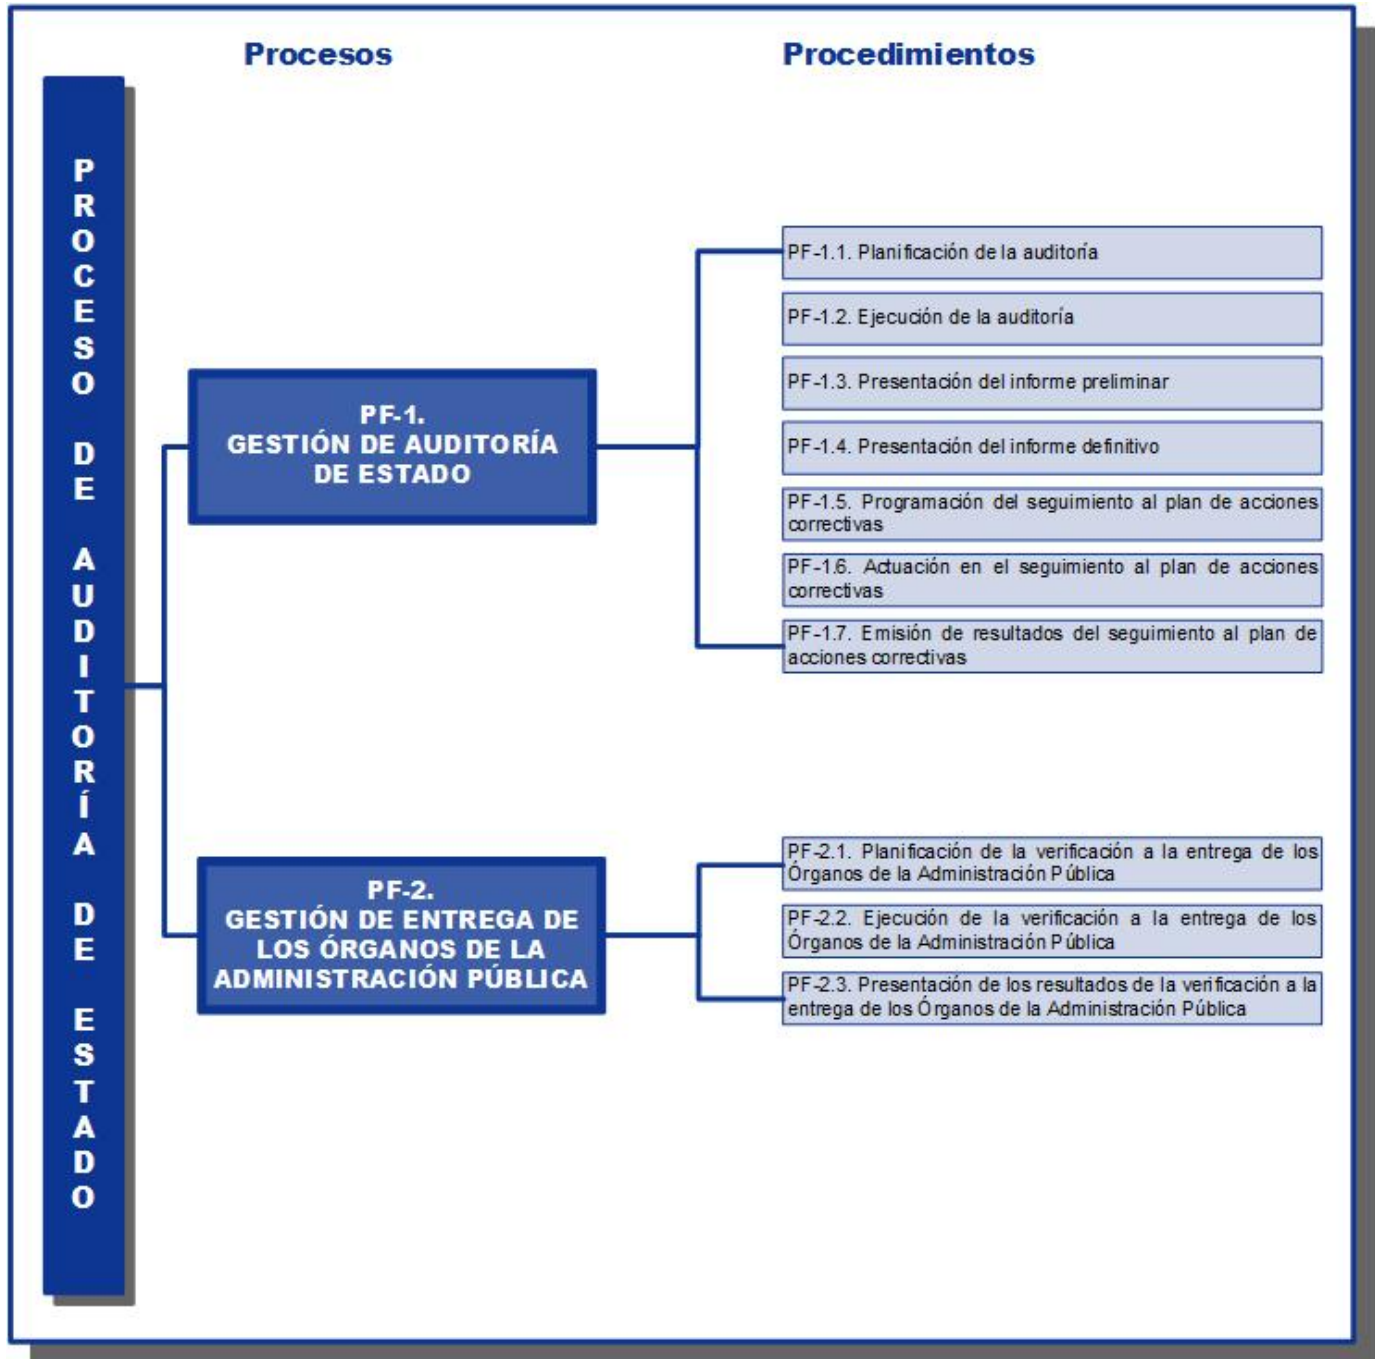 Procesos
Procedimientos
PROCESO DE AUDITORÍA DE ESTADO
PF-1.
GESTIÓN DE AUDITORÍA
DE ESTADO
PF-1.1. Planificación de la auditoría
PF-1.2. Ejecución de la auditoría
PF-1.3. Presentación del informe preliminar
PF-1.4. Presentación del informe definitivo
PF-1.5. Programación del seguimiento al plan de acciones
correctivas
PF-1.6. Actuación en el seguimiento al plan de acciones
correctivas
PF-1.7. Emisión de resultados del seguimiento al plan de
acciones correctivas
PF-2.
GESTIÓN DE ENTREGA DE
LOS ÓRGANOS DE LA
ADMINISTRACIÓN PÚBLICA
PF-2.1. Planificación de la verificación a la entrega de los
Órganos de la Administración Pública
PF-2.2. Ejecución de la verificación a la entrega de los
Órganos de la Administración Pública
PF-2.3. Presentación de los resultados de la verificación a la
entrega de los Órganos de la Administración Pública